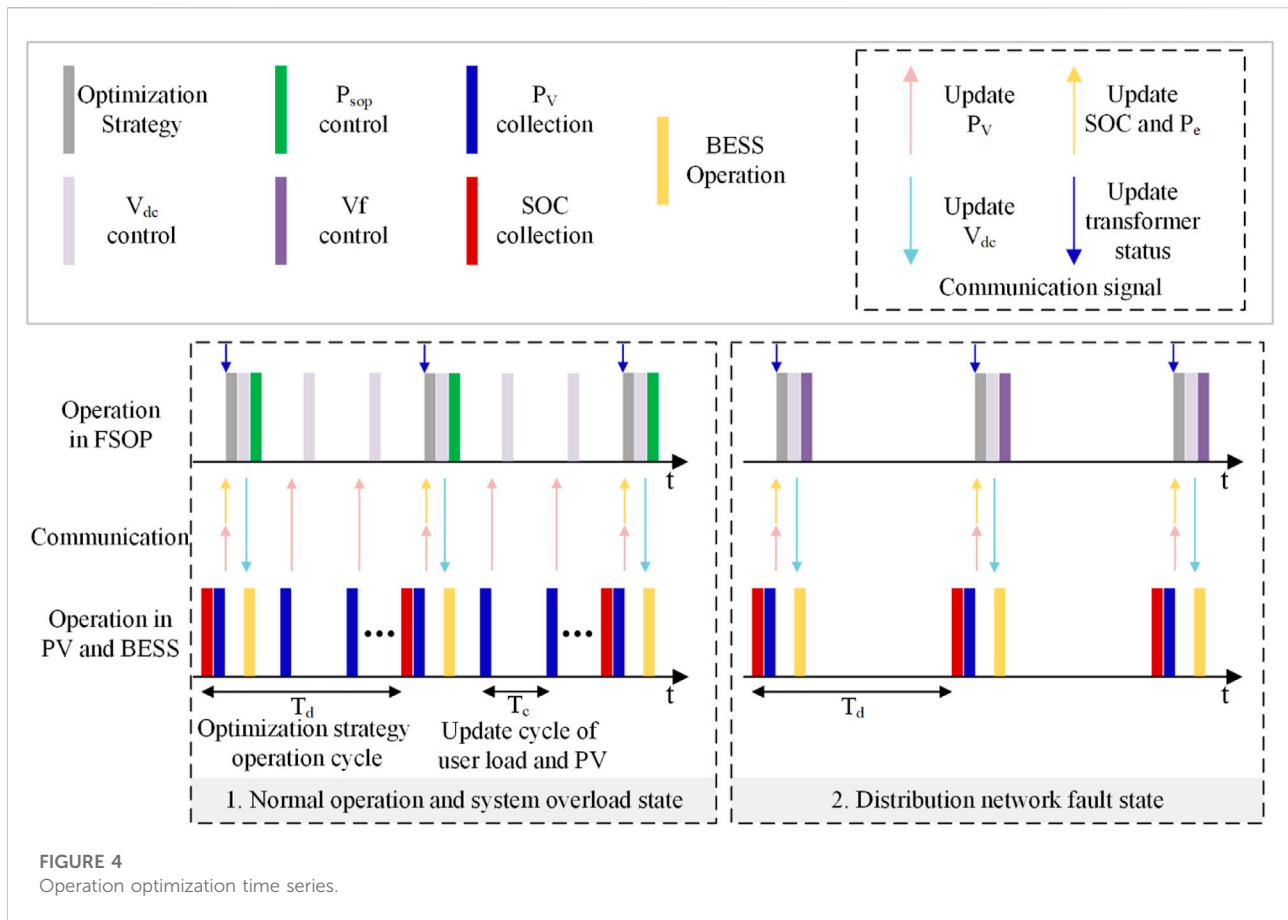 Optimization
Strategy
P_sop
control
P_V
collection
BESS
Operation
V_dc
control
Vf
control
SOC
collection
Update
P_V
Update
SOC and P_e
Update
V_dc
Update
transformer
status
Communication signal
Operation
in FSOP
t
t
Communication
Operation in
PV and BESS
•••
•••
t
t
T_d
T_c
T_d
Optimization strategy
operation cycle
Update cycle of
user load and PV
1. Normal operation and system overload state
2. Distribution network fault state
FIGURE 4
Operation optimization time series.